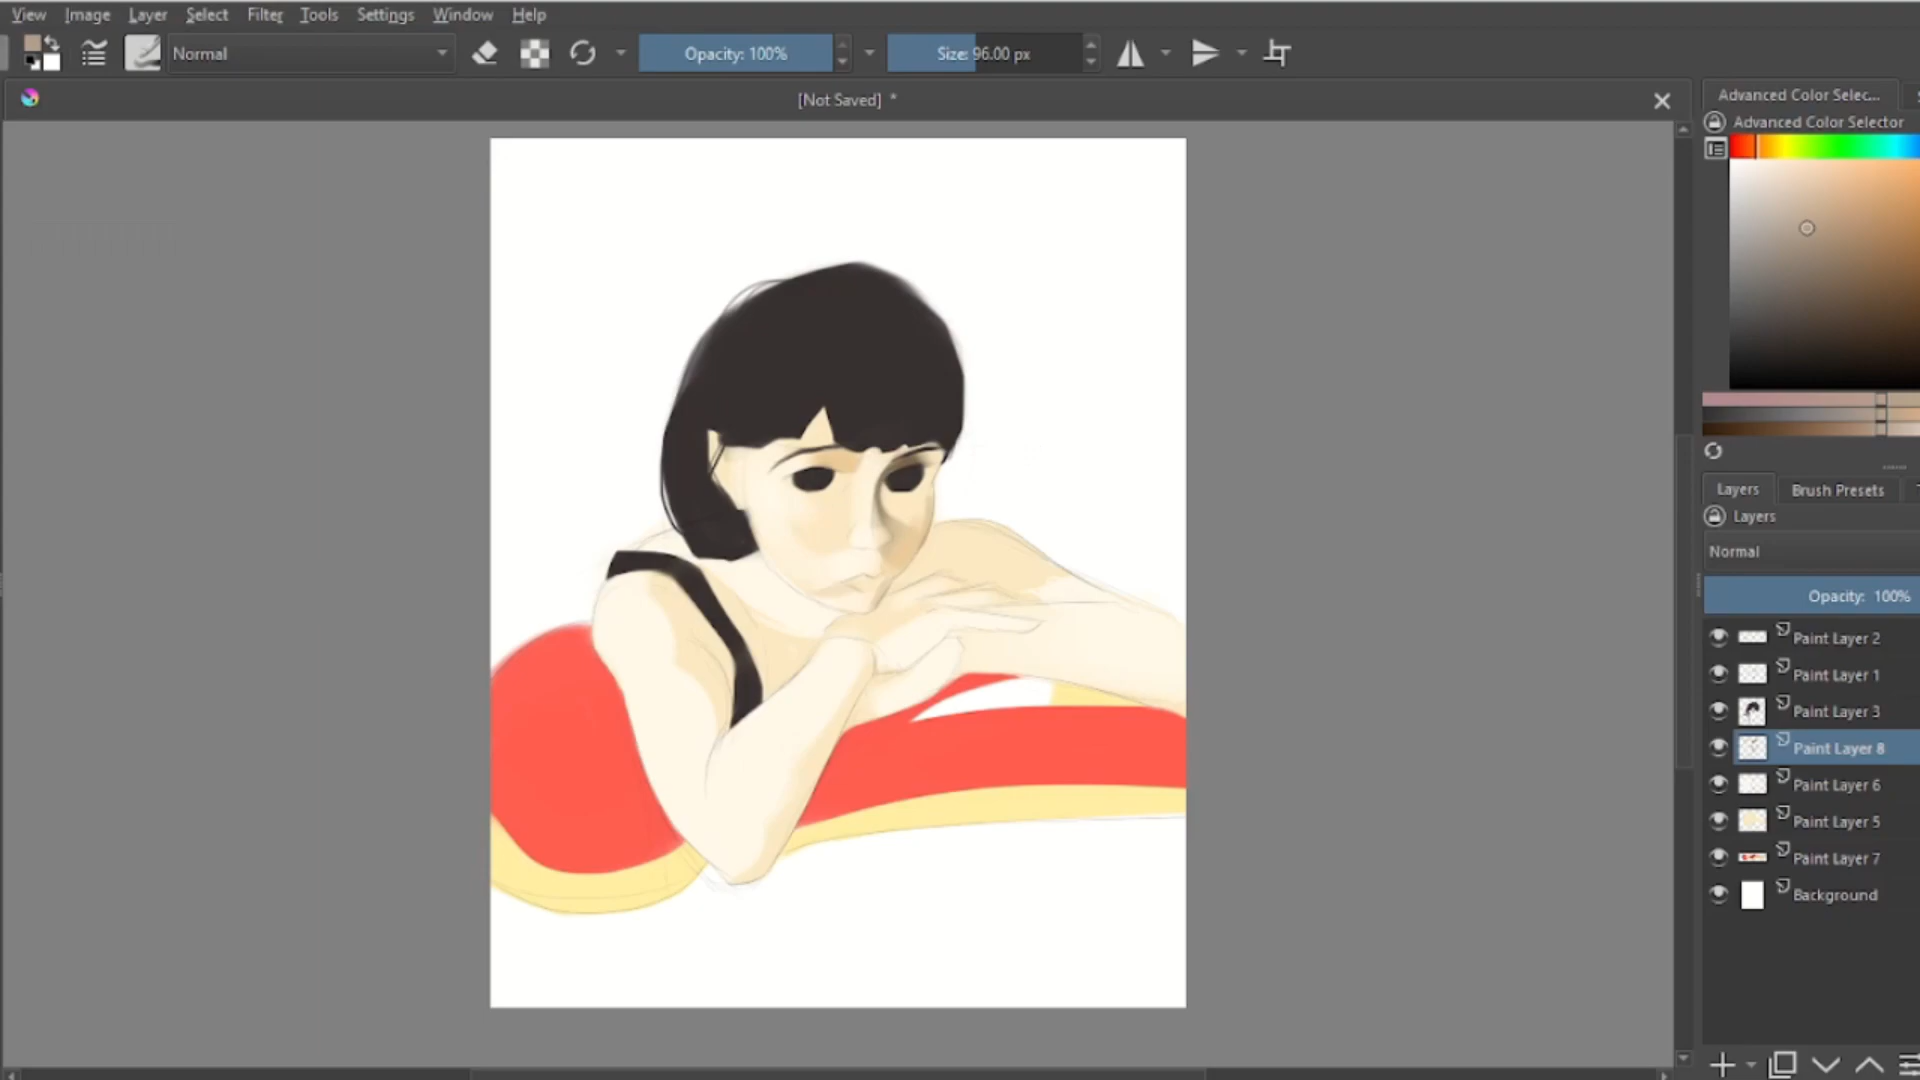 View Image Layer Select Filter Tools Settings Window Help
Normal Opacity: 100% Size: 96.00 px
[Not Saved] *
Advanced Color Selec...
Advanced Color Selector
Layers Brush Presets
Layers
Normal
Opacity: 100%
Paint Layer 2
Paint Layer 1
Paint Layer 3
Paint Layer 8
Paint Layer 6
Paint Layer 5
Paint Layer 7
Background